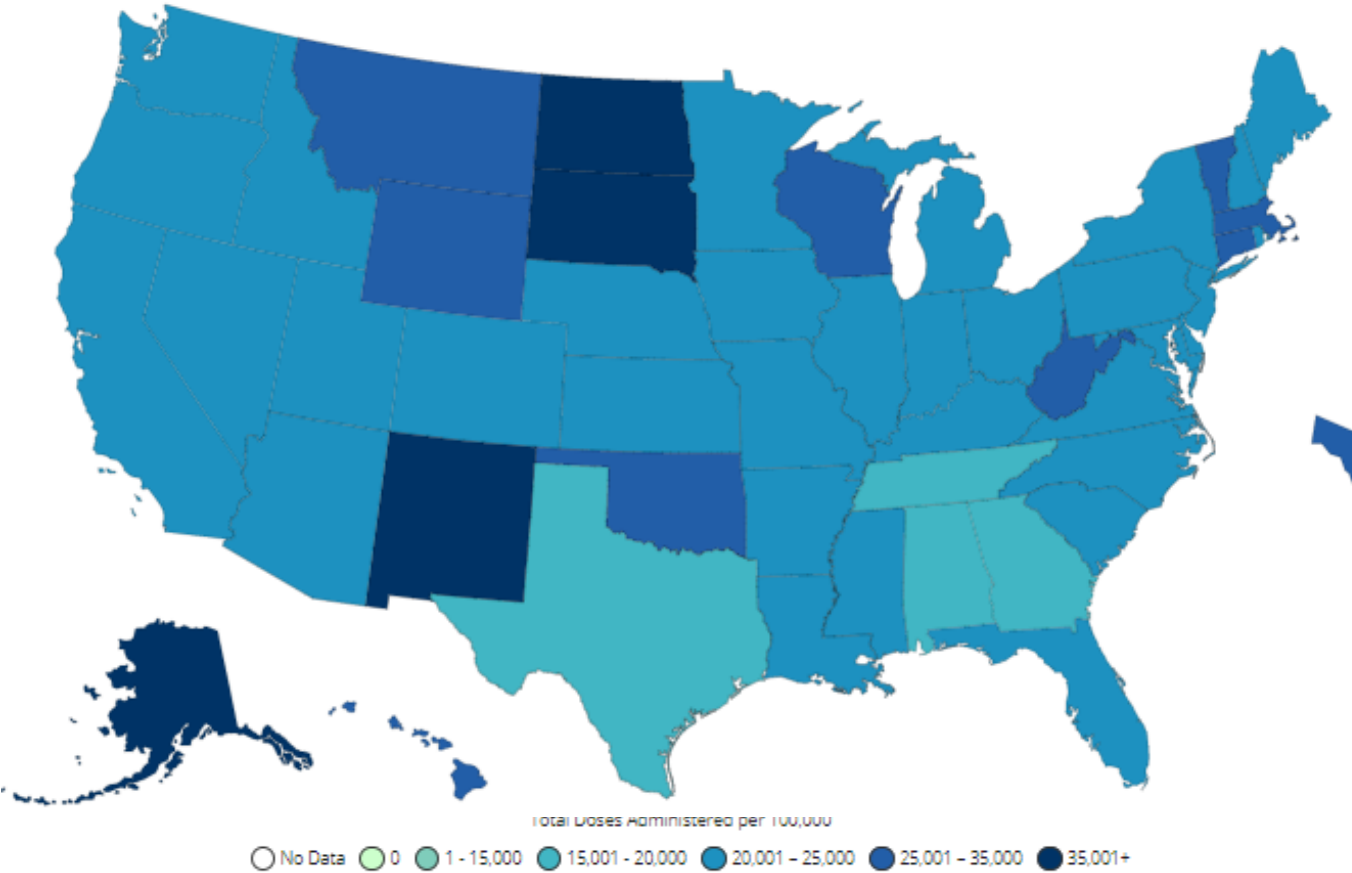 Total Doses Administered per 100,000
No Data 0 1 - 15,000 15,001 - 20,000 20,001 – 25,000 25,001 – 35,000 35,001+